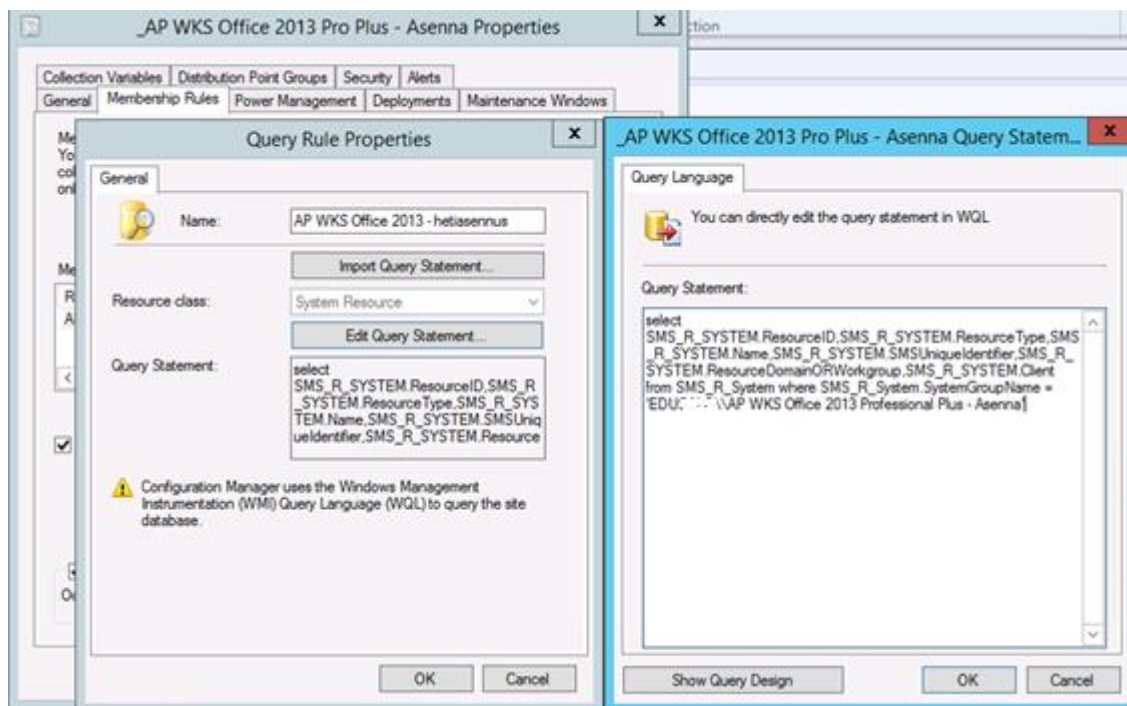 _AP WKS Office 2013 Pro Plus - Asenna Properties
x
ction
Collection Variables
Distribution Point Groups
Security
Alerts
General
Membership Rules
Power Management
Deployments
Maintenance Windows
Me
Yo
col
onl
Me
R
A
Query Rule Properties
x
General
Name:
AP WKS Office 2013 - hetiasennus
Import Query Statement...
Resource class:
System Resource
Edit Query Statement...
Query Statement:
select
SMS_R_SYSTEM.ResourceID,SMS_R
_SYSTEM.ResourceType,SMS_R_SYS
TEM.Name,SMS_R_SYSTEM.SMSUniq
ueIdentifier,SMS_R_SYSTEM.Resource
Configuration Manager uses the Windows Management
Instrumentation (WMI) Query Language (WQL) to query the site
database.
OK
Cancel
_AP WKS Office 2013 Pro Plus - Asenna Query Statem...
x
Query Language
You can directly edit the query statement in WQL
Query Statement:
select
SMS_R_SYSTEM.ResourceID,SMS_R_SYSTEM.ResourceType,SMS
_R_SYSTEM.Name,SMS_R_SYSTEM.SMSUniqueIdentifier,SMS_R_
SYSTEM.ResourceDomainORWorkgroup,SMS_R_SYSTEM.Client
from SMS_R_System where SMS_R_System.SystemGroupName =
\\AP WKS Office 2013 Professional Plus - Asenna'
Show Query Design
OK
Cancel